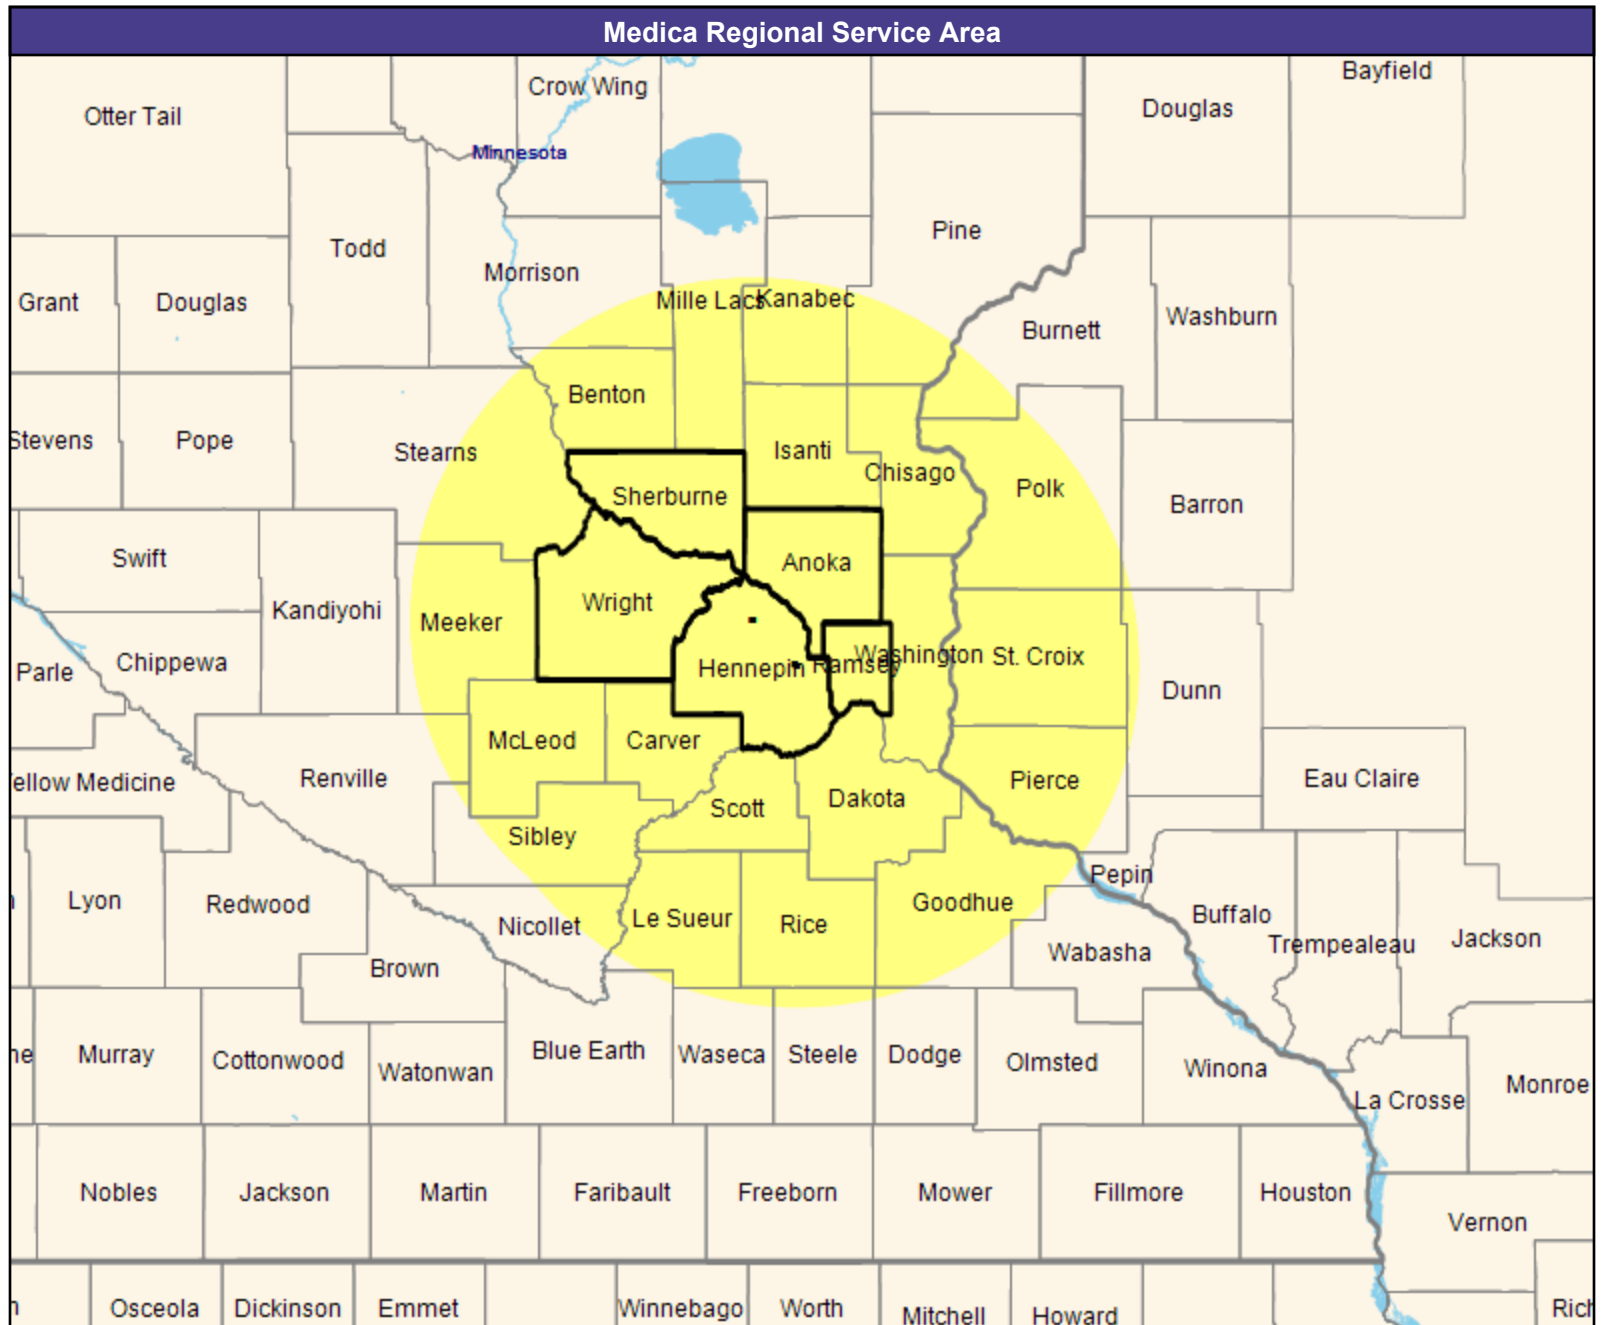 Medica Regional Service Area
Bayfield
Crow Wing
Douglas
Otter Tail
Minnesota
Pine
Todd
Morrison
Mille Lacs
Kanabec
Grant
Douglas
Washburn
Burnett
Benton
Stevens
Pope
Stearns
Isanti
Chisago
Polk
Sherburne
Barron
Swift
Anoka
Wright
Kandiyohi
Meeker
Washington
St. Croix
Parle
Chippewa
Hennepin
Ramsey
Dunn
McLeod
Carver
Renville
ellow Medicine
Pierce
Eau Claire
Scott
Dakota
Sibley
Pepin
Lyon
Redwood
Goodhue
Nicollet
Le Sueur
Rice
Buffalo
Trempealeau
Jackson
Wabasha
Brown
ne
Murray
Cottonwood
Watonwan
Blue Earth
Waseca
Steele
Dodge
Olmsted
Winona
Monroe
La Crosse
Nobles
Jackson
Martin
Faribault
Freeborn
Mower
Fillmore
Houston
Vernon
Osceola
Dickinson
Emmet
Winnebago
Worth
Mitchell
Howard
Rich